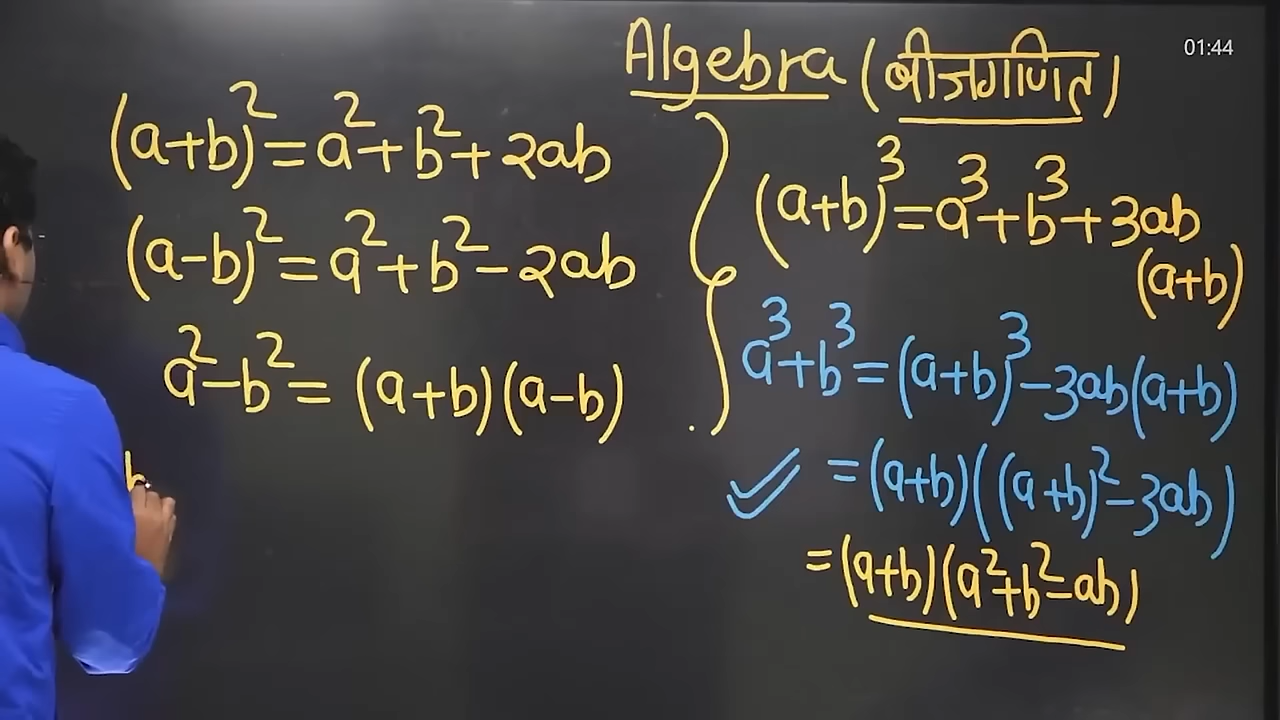 Algebra (बीजगणित)
01:44
(a+b)²=a²+b²+2ab
(a-b)²=a²+b²-2ab
a²-b²=(a+b)(a-b)
(a+b)³=a³+b³+3ab
(a+b)
a³+b³=(a+b)³-3ab(a+b)
=(a+b)((a+b)²-3ab)
=(a+b)(a²+b²-ab)